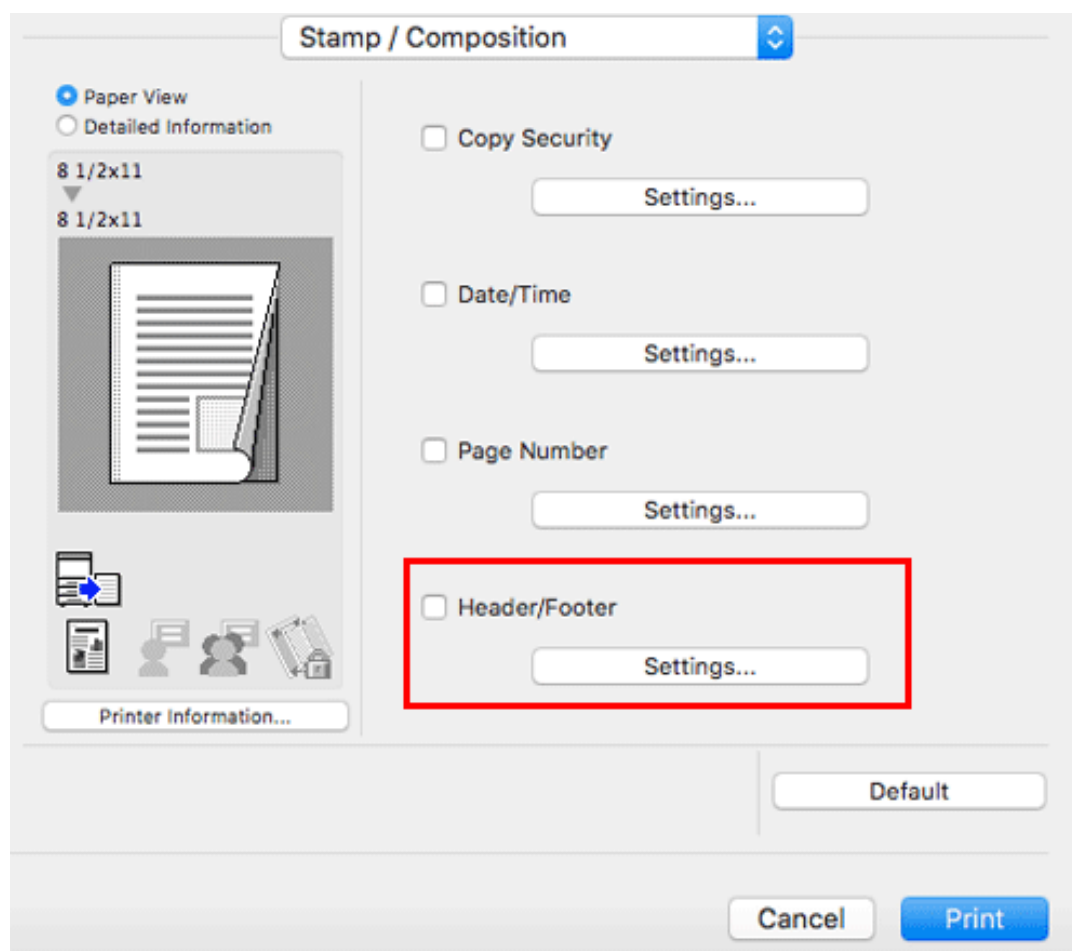 Stamp / Composition
Paper View
Detailed Information
8 1/2x11
8 1/2x11
Printer Information...
Copy Security
Settings...
Date/Time
Settings...
Page Number
Settings...
Header/Footer
Settings...
Default
Cancel
Print